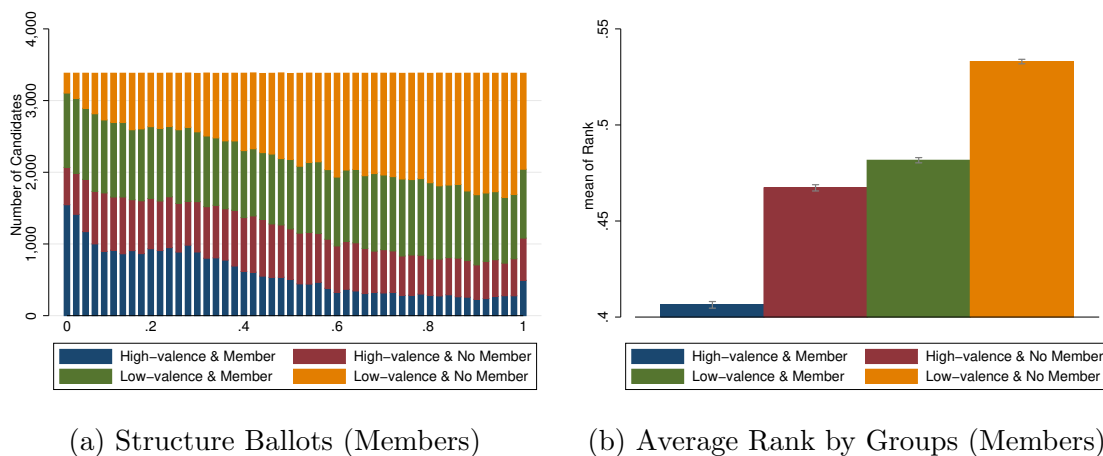 4,000
3,000
2,000
1,000
0
Number of Candidates
0 .2 .4 .6 .8 1
High−valence & Member High−valence & No Member
Low−valence & Member Low−valence & No Member
(a) Structure Ballots (Members)
.55
.5
.45
.4
mean of Rank
High−valence & Member High−valence & No Member
Low−valence & Member Low−valence & No Member
(b) Average Rank by Groups (Members)